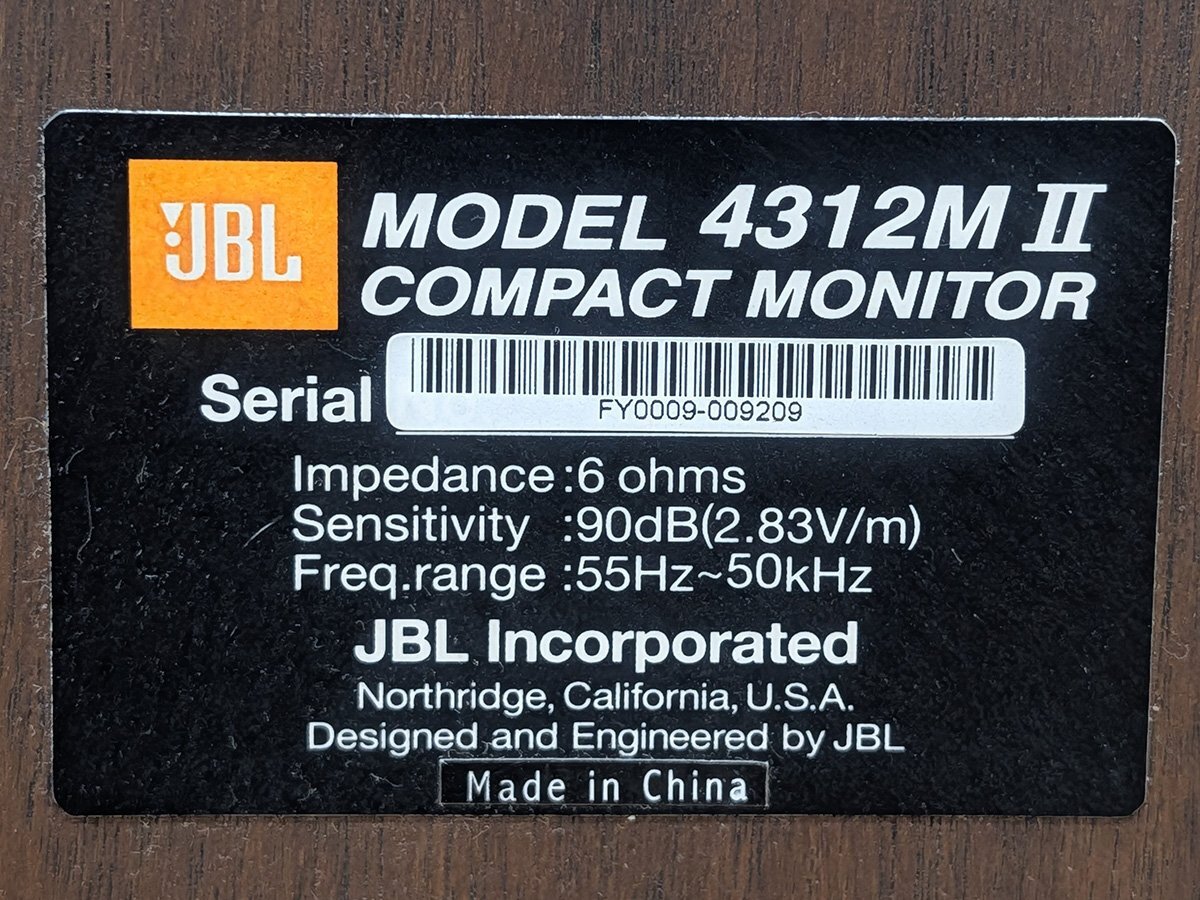 JBL
MODEL 4312M II
COMPACT MONITOR
Serial
FY0009-009209
Impedance :6 ohms
Sensitivity :90dB(2.83V/m)
Freq.range :55Hz~50kHz
JBL Incorporated
Northridge, California, U.S.A.
Designed and Engineered by JBL
Made in China